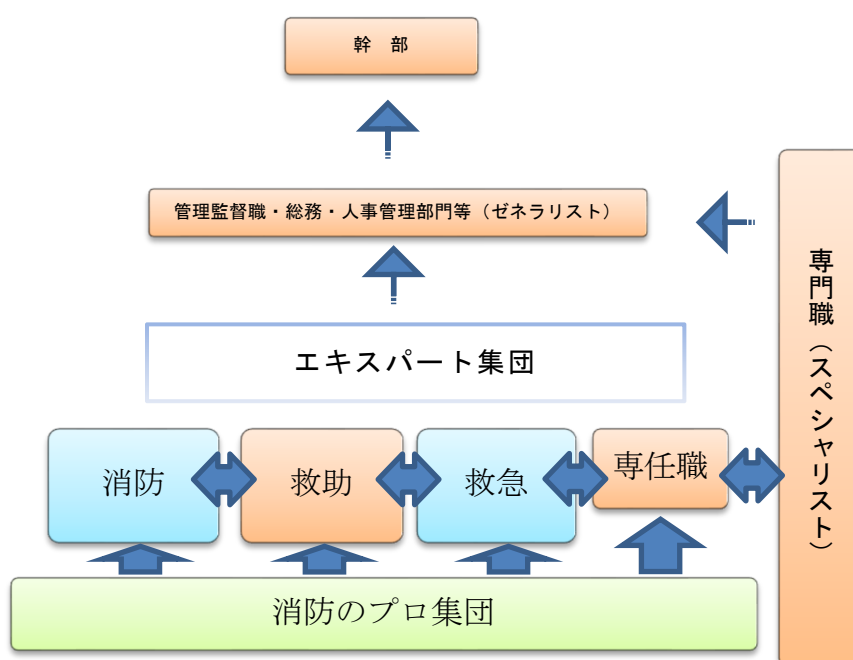 幹　部
管理監督職・総務・人事管理部門等（ゼネラリスト）
エキスパート集団
消防
救助
救急
専任職
専門職（スペシャリスト）
消防のプロ集団